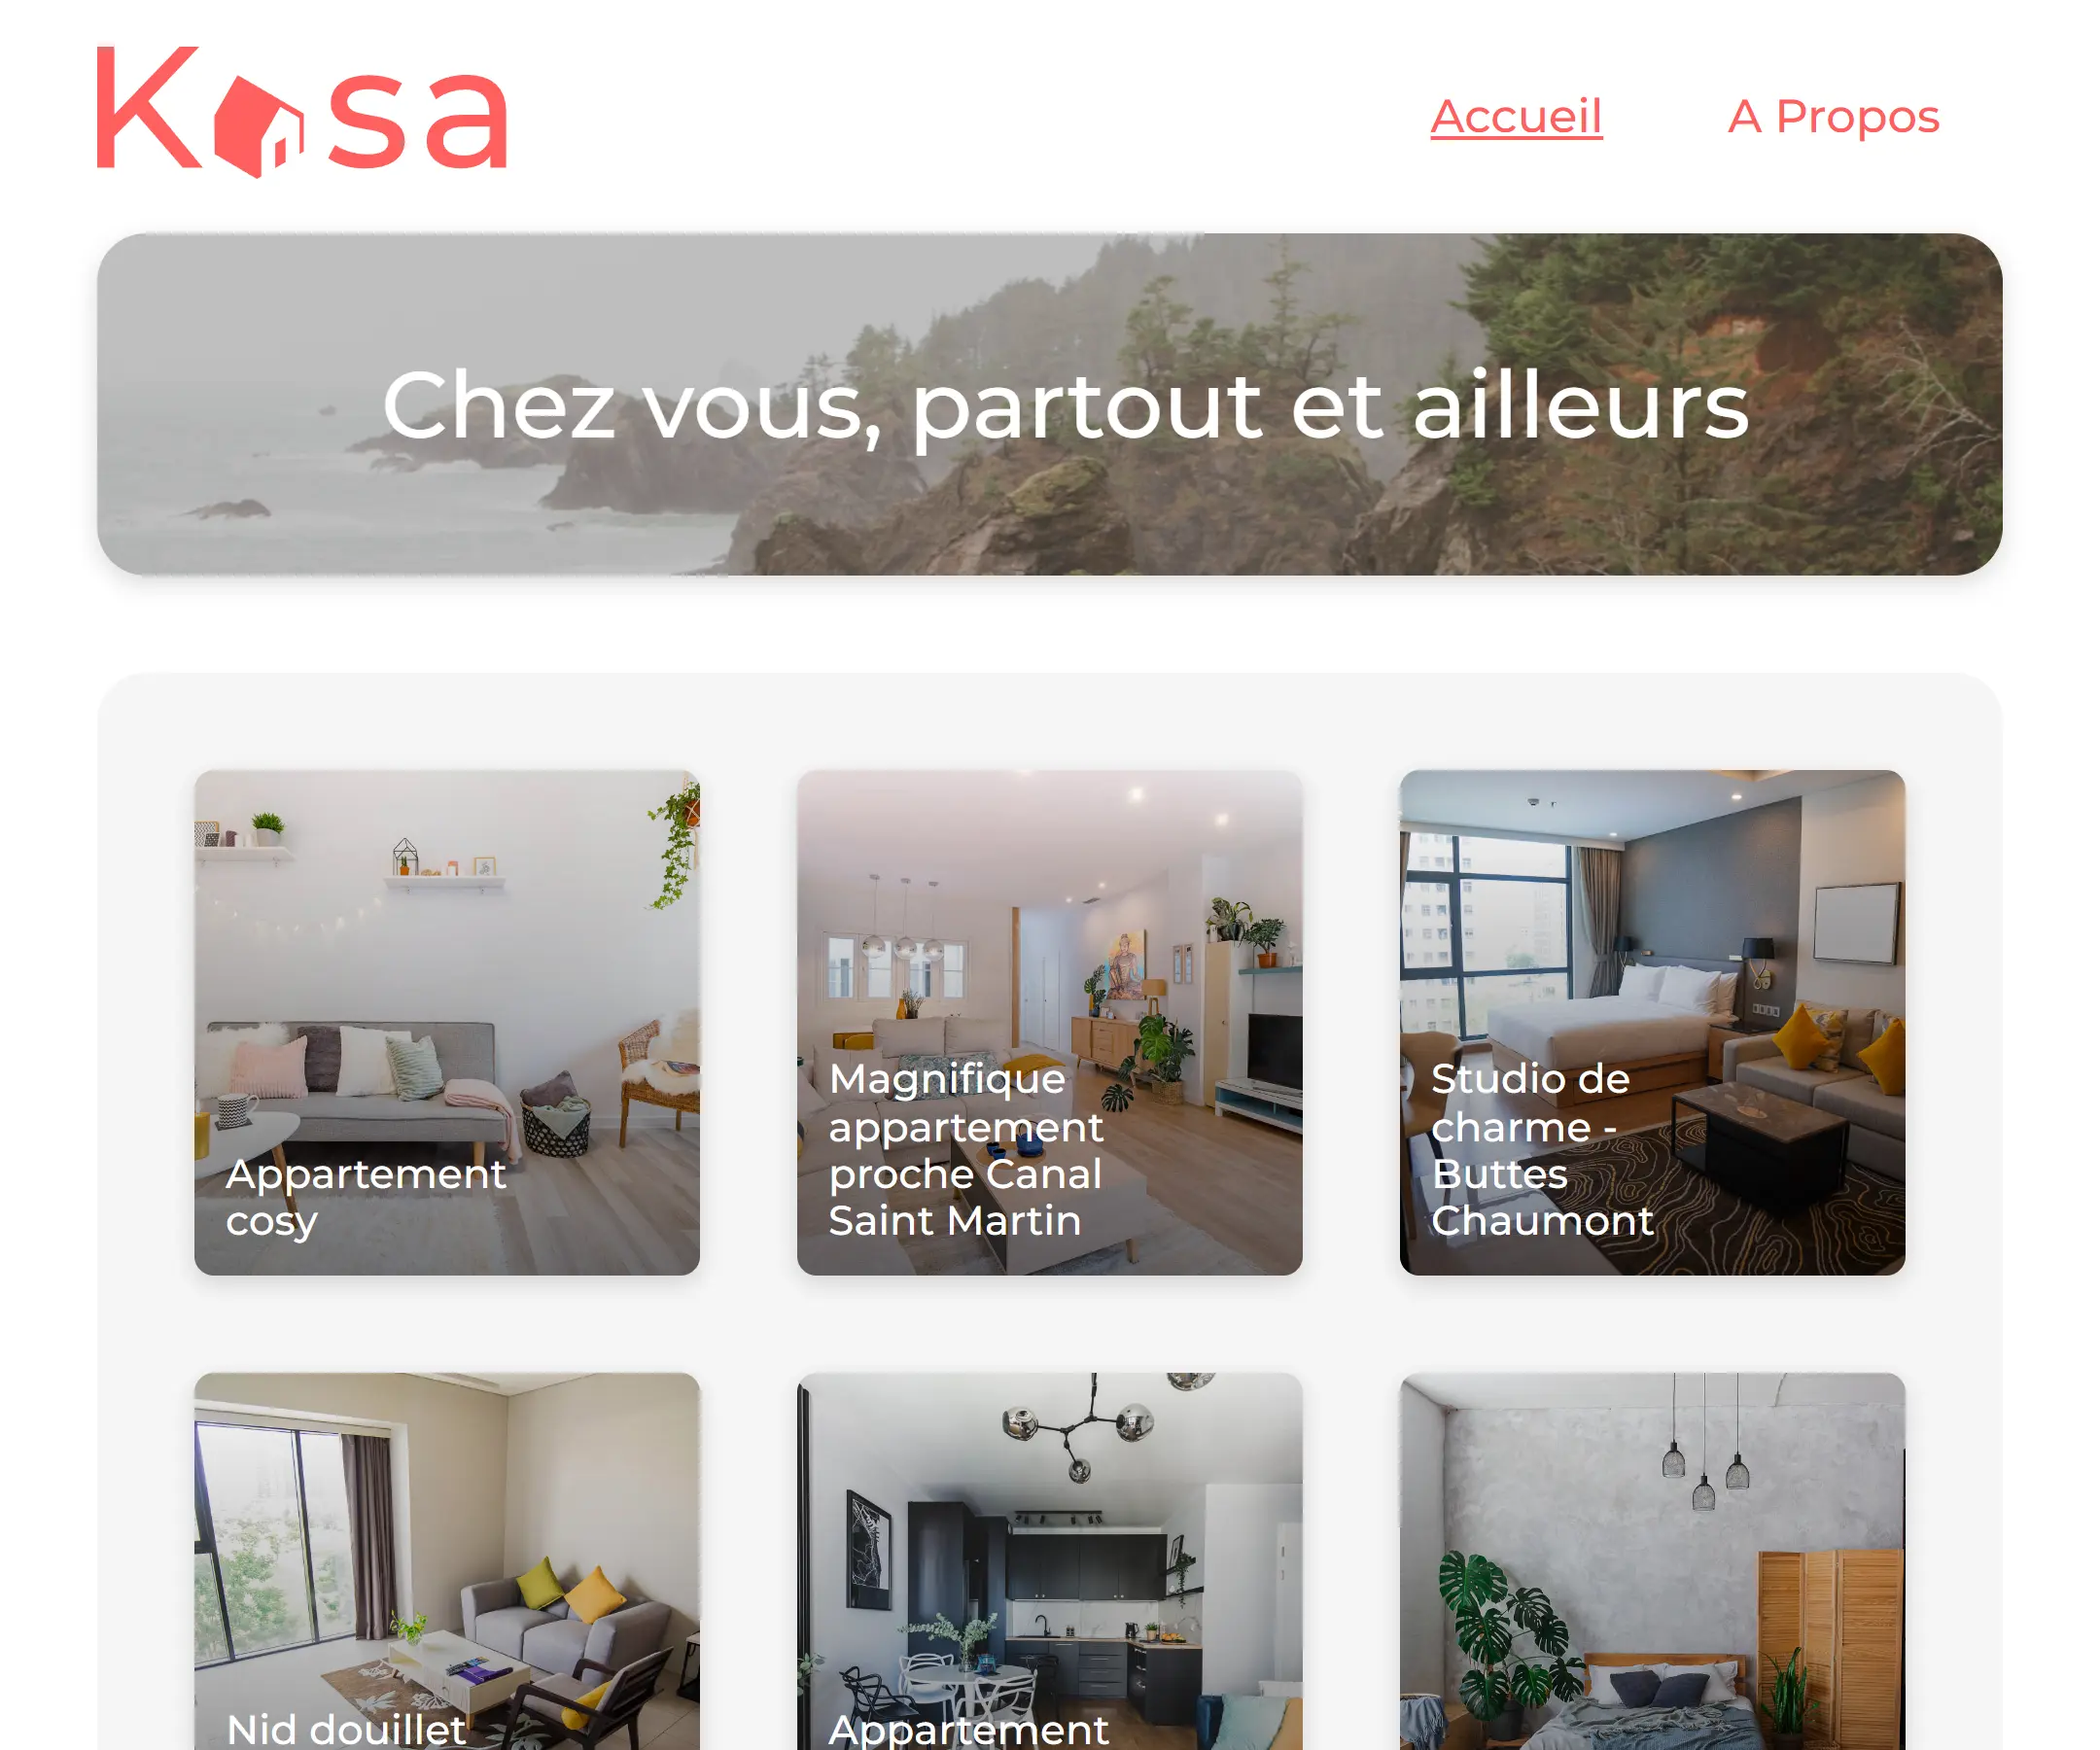 Kasa
Accueil
A Propos
Chez vous, partout et ailleurs
Appartement
cosy
Magnifique
appartement
proche Canal
Saint Martin
Studio de
charme -
Buttes
Chaumont
Nid douillet
Appartement